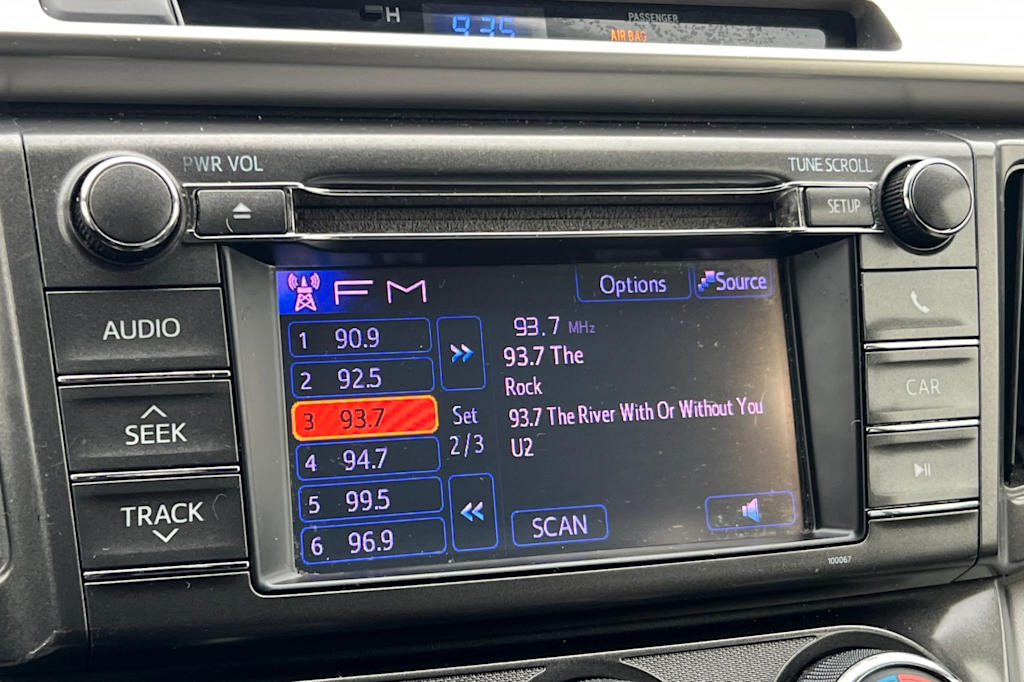 H
9:35
PASSENGER
AIR BAG
PWR VOL
TUNE SCROLL
SETUP
FM
Options
Source
AUDIO
SEEK
TRACK
1 90.9
2 92.5
3 93.7
4 94.7
5 99.5
6 96.9
Set
2/3
93.7 MHz
93.7 The
Rock
93.7 The River With Or Without You
U2
SCAN
CAR
100067